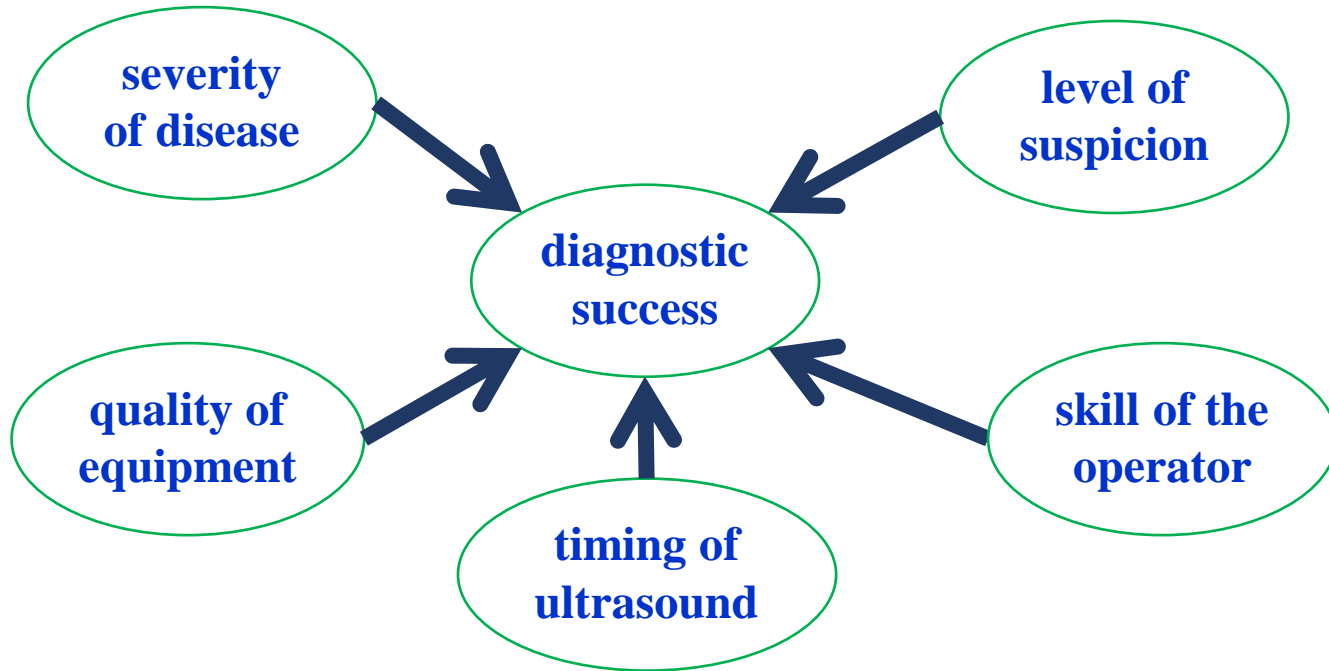 severity
of disease
level of
suspicion
diagnostic
success
quality of
equipment
skill of the
operator
timing of
ultrasound